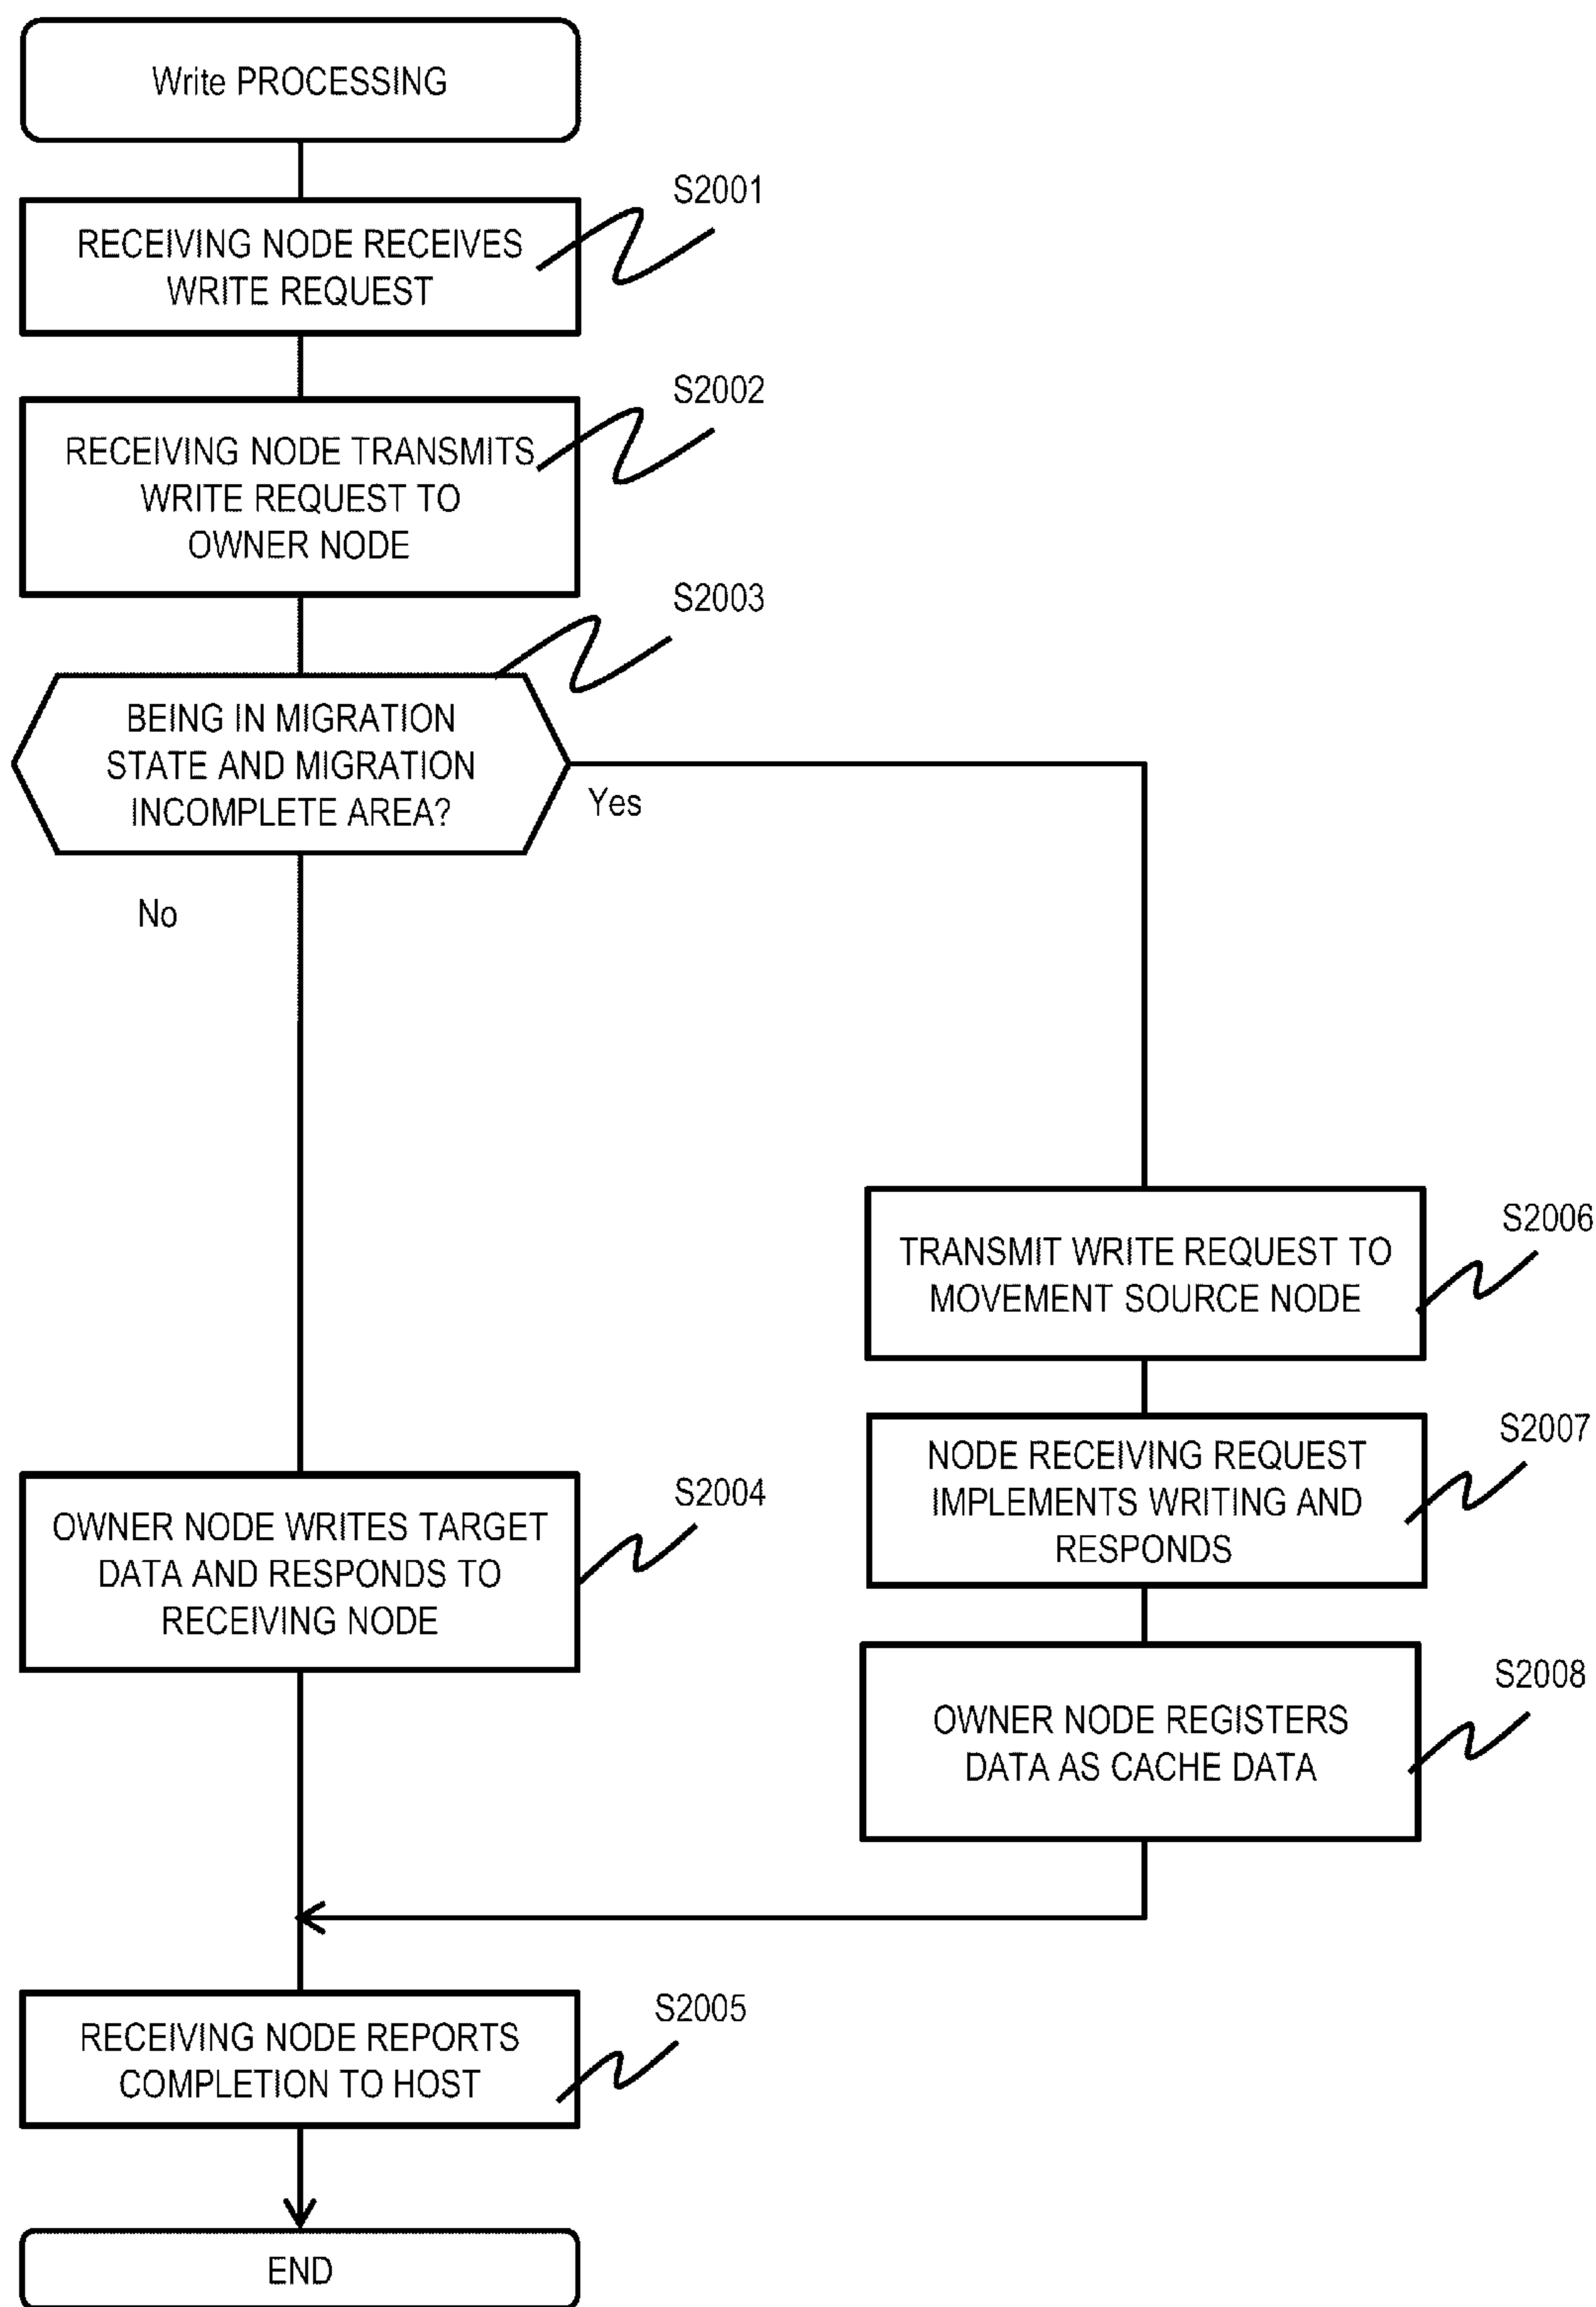 Write PROCESSING
S2001
RECEIVING NODE RECEIVES
WRITE REQUEST
S2002
RECEIVING NODE TRANSMITS
WRITE REQUEST TO
OWNER NODE
S2003
BEING IN MIGRATION
STATE AND MIGRATION
INCOMPLETE AREA?
Yes
No
S2006
TRANSMIT WRITE REQUEST TO
MOVEMENT SOURCE NODE
S2007
NODE RECEIVING REQUEST
IMPLEMENTS WRITING AND
RESPONDS
S2004
OWNER NODE WRITES TARGET
DATA AND RESPONDS TO
RECEIVING NODE
S2008
OWNER NODE REGISTERS
DATA AS CACHE DATA
S2005
RECEIVING NODE REPORTS
COMPLETION TO HOST
END